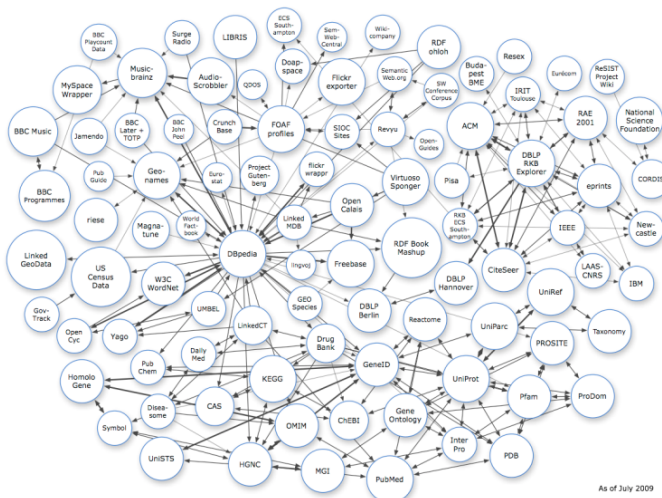 BBC
Playcount
Data
Surge
Radio
LIBRIS
ECS
South-
ampton
Sem-
Web-
Central
Wiki-
company
RDF
ohloh
Resex
Music-
brainz
Doap-
space
Buda-
pest
BME
Eurécom
MySpace
Wrapper
Audio-
Scrobbler
QDOS
Flickr
exporter
Semantic
Web.org
SW
Conference
Corpus
IRIT
Toulouse
ReSIST
Project
Wiki
BBC Music
Jamendo
BBC
Later +
TOTP
BBC
John
Peel
Crunch
Base
FOAF
profiles
SIOC
Sites
Revyu
Open-
Guides
ACM
RAE
2001
National
Science
Foundation
BBC
Programmes
Pub
Guide
Geo-
names
Euro-
stat
Project
Guten-
berg
flickr
wrappr
Virtuoso
Sponger
Pisa
DBLP
RKB
Explorer
eprints
CORDIS
riese
Magna-
tune
World
Fact-
book
Linked
MDB
Open
Calais
RKB
ECS
South-
ampton
IEEE
New-
castle
Linked
GeoData
US
Census
Data
W3C
WordNet
DBpedia
lingvoj
Freebase
RDF Book
Mashup
CiteSeer
LAAS-
CNRS
IBM
Gov-
Track
Open
Cyc
Yago
UMBEL
GEO
Species
DBLP
Berlin
DBLP
Hannover
UniRef
LinkedCT
Reactome
UniParc
Taxonomy
Homolo
Gene
Pub
Chem
Daily
Med
Drug
Bank
GeneID
PROSITE
KEGG
UniProt
Disea-
some
CAS
ChEBI
Gene
Ontology
Pfam
ProDom
Symbol
OMIM
Inter
Pro
UniSTS
HGNC
MGI
PubMed
PDB
As of July 2009